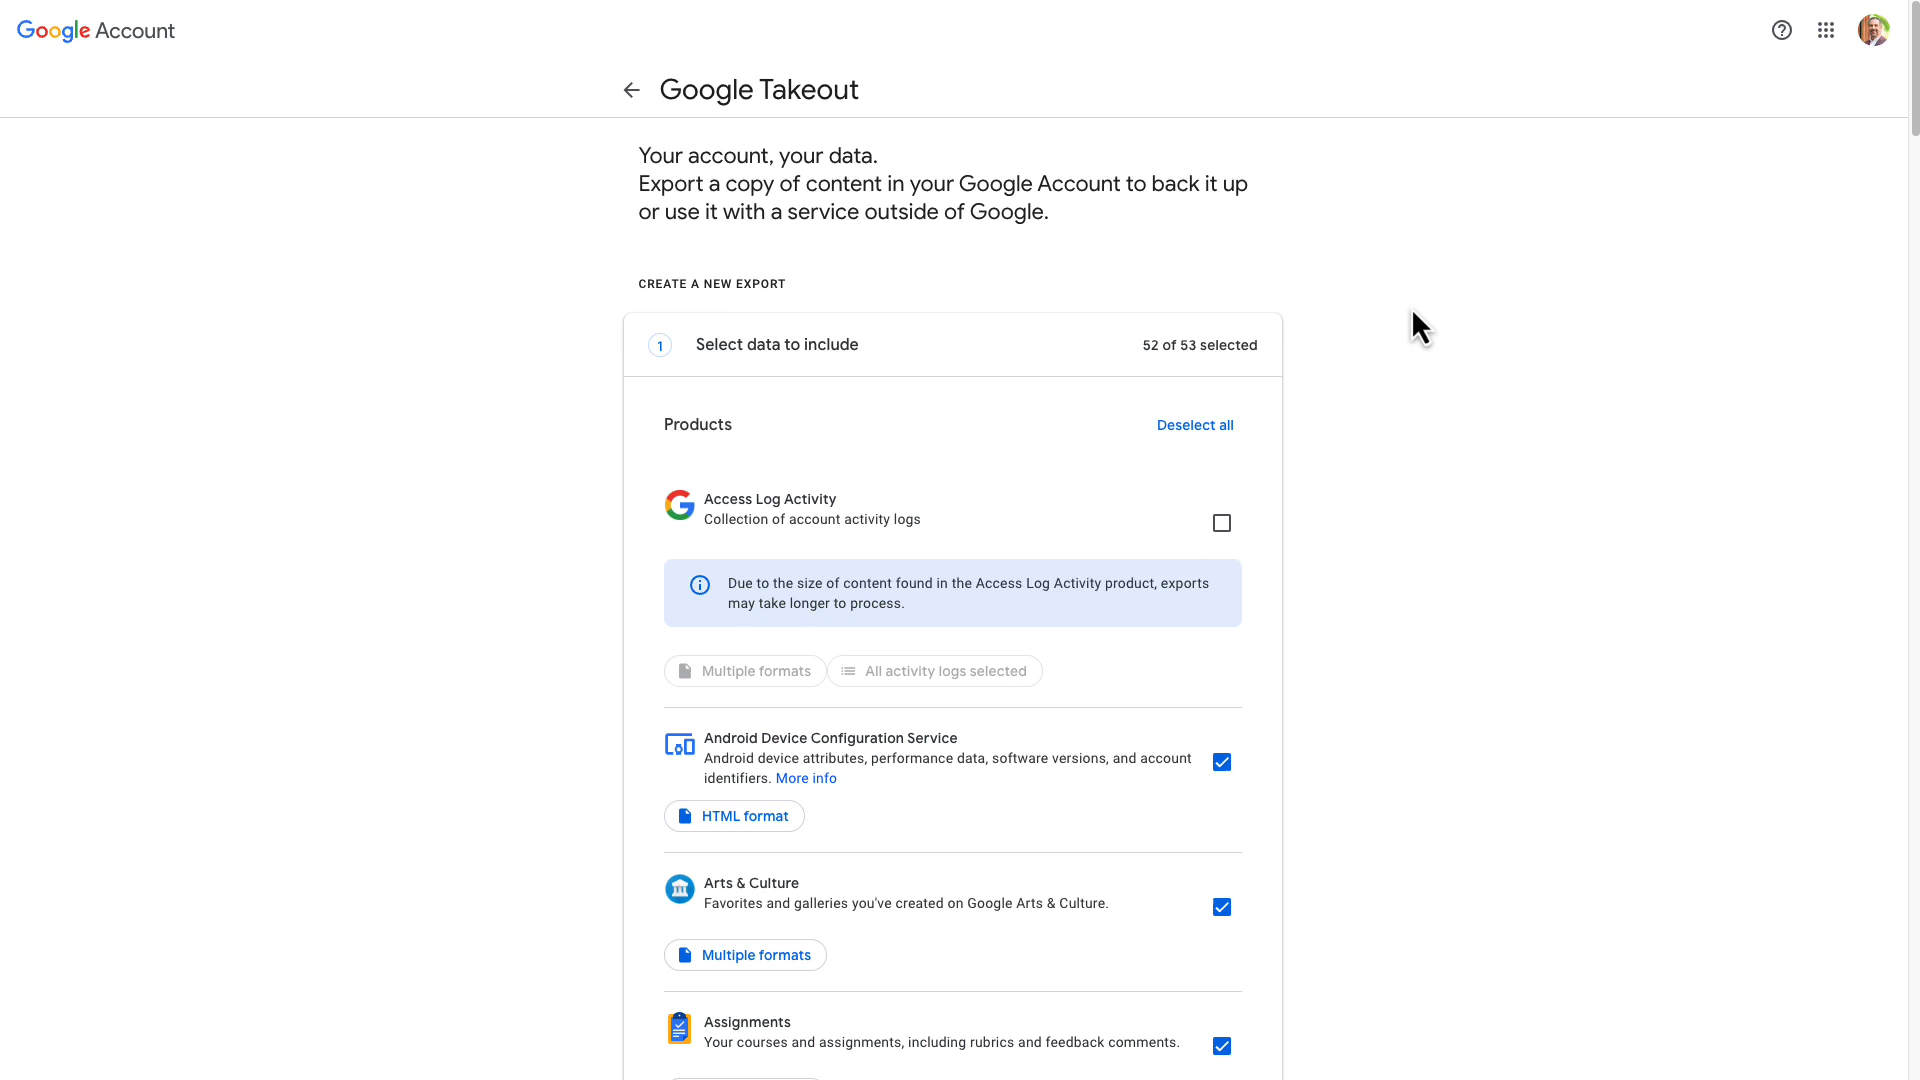 Google Account
Google Takeout
Your account, your data.
Export a copy of content in your Google Account to back it up
or use it with a service outside of Google.
CREATE A NEW EXPORT
1 Select data to include 52 of 53 selected
Products Deselect all
Access Log Activity
Collection of account activity logs
Due to the size of content found in the Access Log Activity product, exports
may take longer to process.
Multiple formats All activity logs selected
Android Device Configuration Service
Android device attributes, performance data, software versions, and account
identifiers. More info
HTML format
Arts & Culture
Favorites and galleries you've created on Google Arts & Culture.
Multiple formats
Assignments
Your courses and assignments, including rubrics and feedback comments.